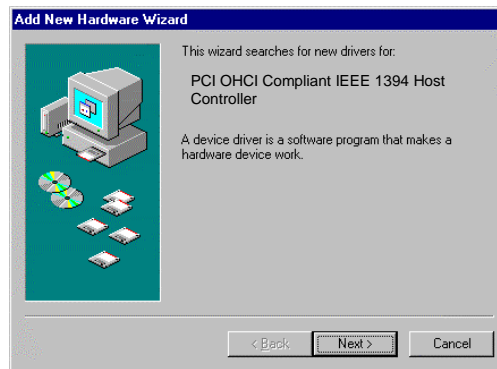 Add New Hardware Wizard
This wizard searches for new drivers for:
PCI OHCI Compliant IEEE 1394 Host
Controller
A device driver is a software program that makes a
hardware device work.
< Back
Next >
Cancel